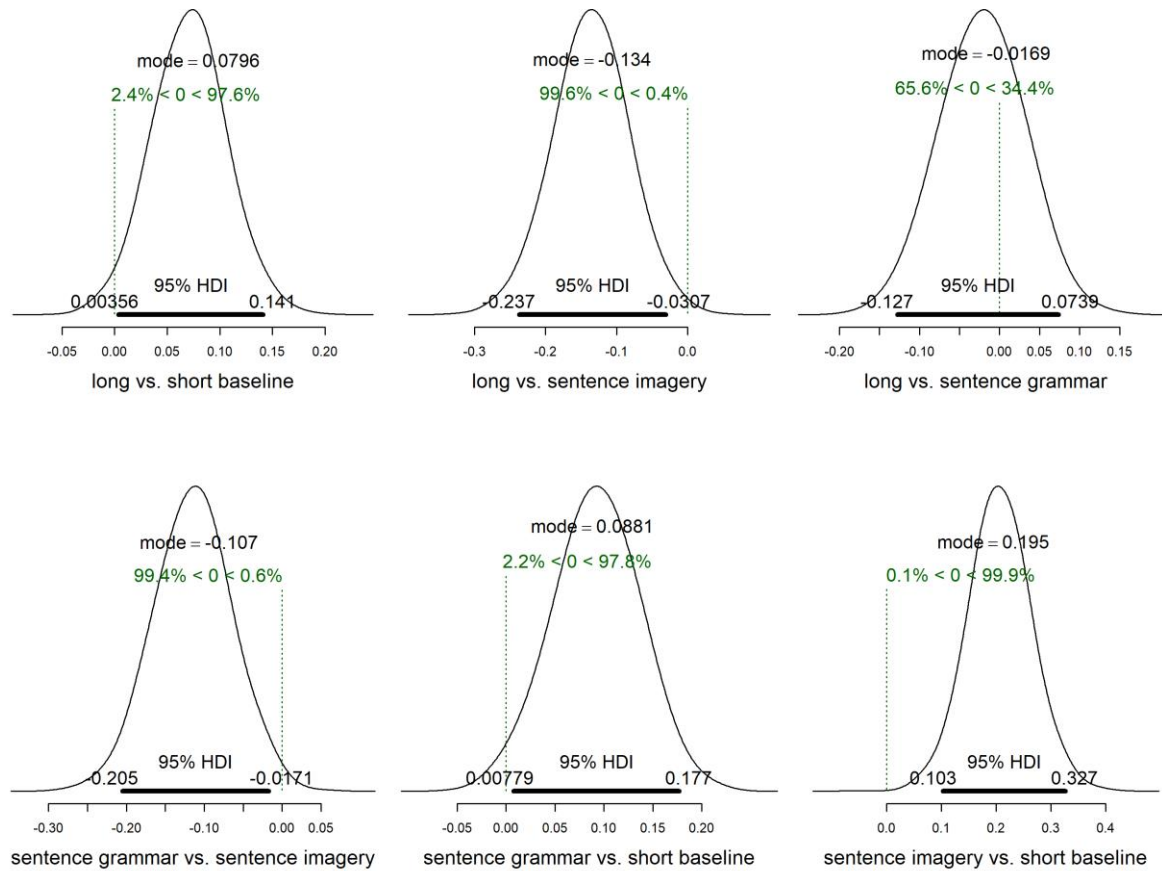 mode = 0.0796
2.4% < 0 < 97.6%
95% HDI
0.00356 0.141
-0.05 0.00 0.05 0.10 0.15 0.20
long vs. short baseline
mode = -0.134
99.6% < 0 < 0.4%
95% HDI
-0.237 -0.0307
-0.3 -0.2 -0.1 0.0
long vs. sentence imagery
mode = -0.0169
65.6% < 0 < 34.4%
95% HDI
-0.127 0.0739
-0.20 -0.10 0.00 0.05 0.10 0.15
long vs. sentence grammar
mode = -0.107
99.4% < 0 < 0.6%
95% HDI
-0.205 -0.0171
-0.30 -0.20 -0.10 0.00 0.05
sentence grammar vs. sentence imagery
mode = 0.0881
2.2% < 0 < 97.8%
95% HDI
0.00779 0.177
-0.05 0.00 0.05 0.10 0.15 0.20
sentence grammar vs. short baseline
mode = 0.195
0.1% < 0 < 99.9%
95% HDI
0.103 0.327
0.0 0.1 0.2 0.3 0.4
sentence imagery vs. short baseline